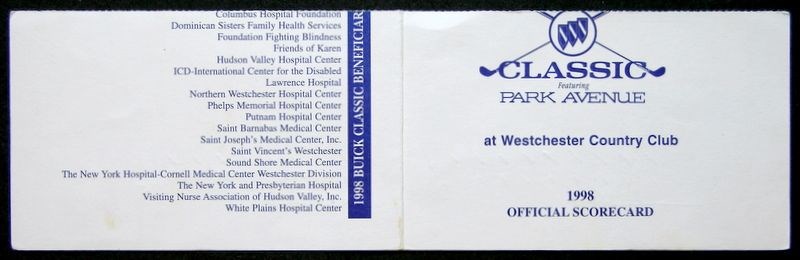 Columbus Hospital Foundation
Dominican Sisters Family Health Services
Foundation Fighting Blindness
Friends of Karen
Hudson Valley Hospital Center
ICD-International Center for the Disabled
Lawrence Hospital
Northern Westchester Hospital Center
Phelps Memorial Hospital Center
Putnam Hospital Center
Saint Barnabas Medical Center
Saint Joseph's Medical Center, Inc.
Saint Vincent's Westchester
Sound Shore Medical Center
The New York Hospital-Cornell Medical Center Westchester Division
The New York and Presbyterian Hospital
Visiting Nurse Association of Hudson Valley, Inc.
White Plains Hospital Center
1998 BUICK CLASSIC BENEFICIAR
CLASSIC
Featuring
PARK AVENUE
at Westchester Country Club
1998
OFFICIAL SCORECARD